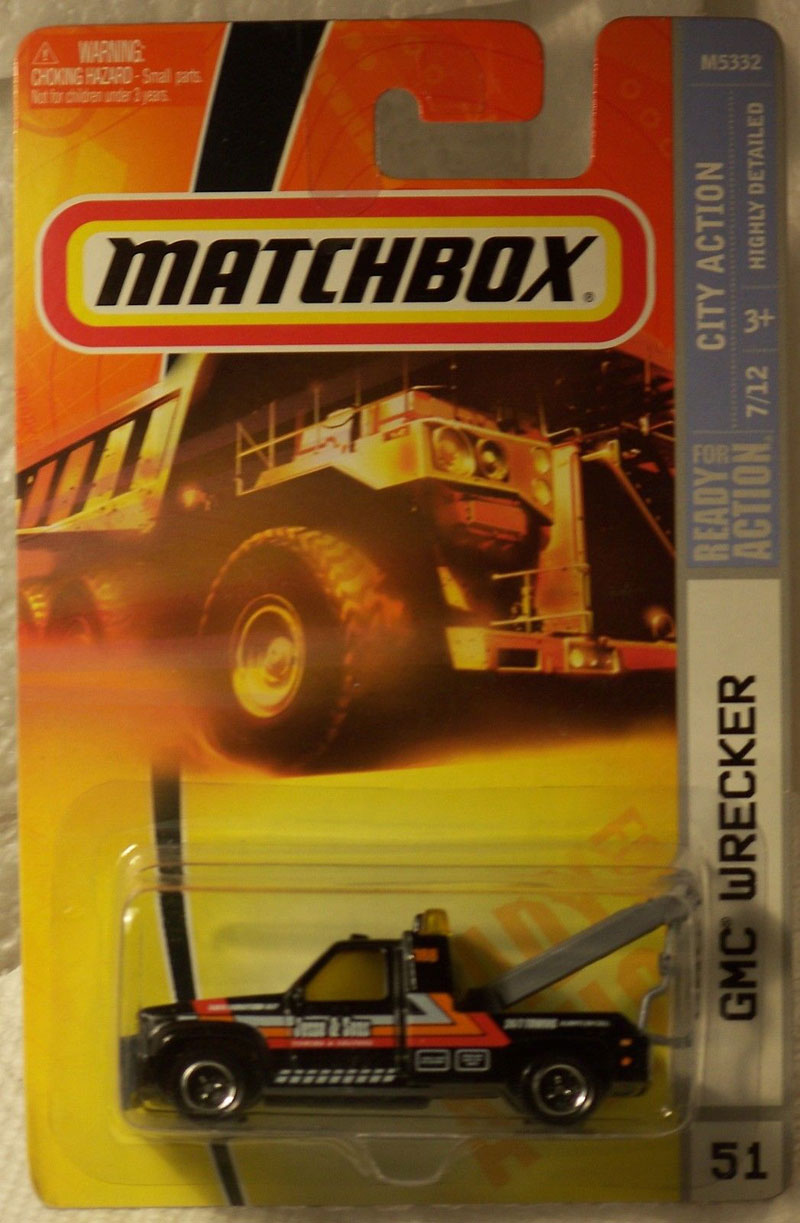 WARNING:
CHOKING HAZARD - Small parts.
Not for children under 3 years.
M5332
MATCHBOX®
CITY ACTION
HIGHLY DETAILED
3+
7/12
READY FOR ACTION
GMC® WRECKER
51
& Sons